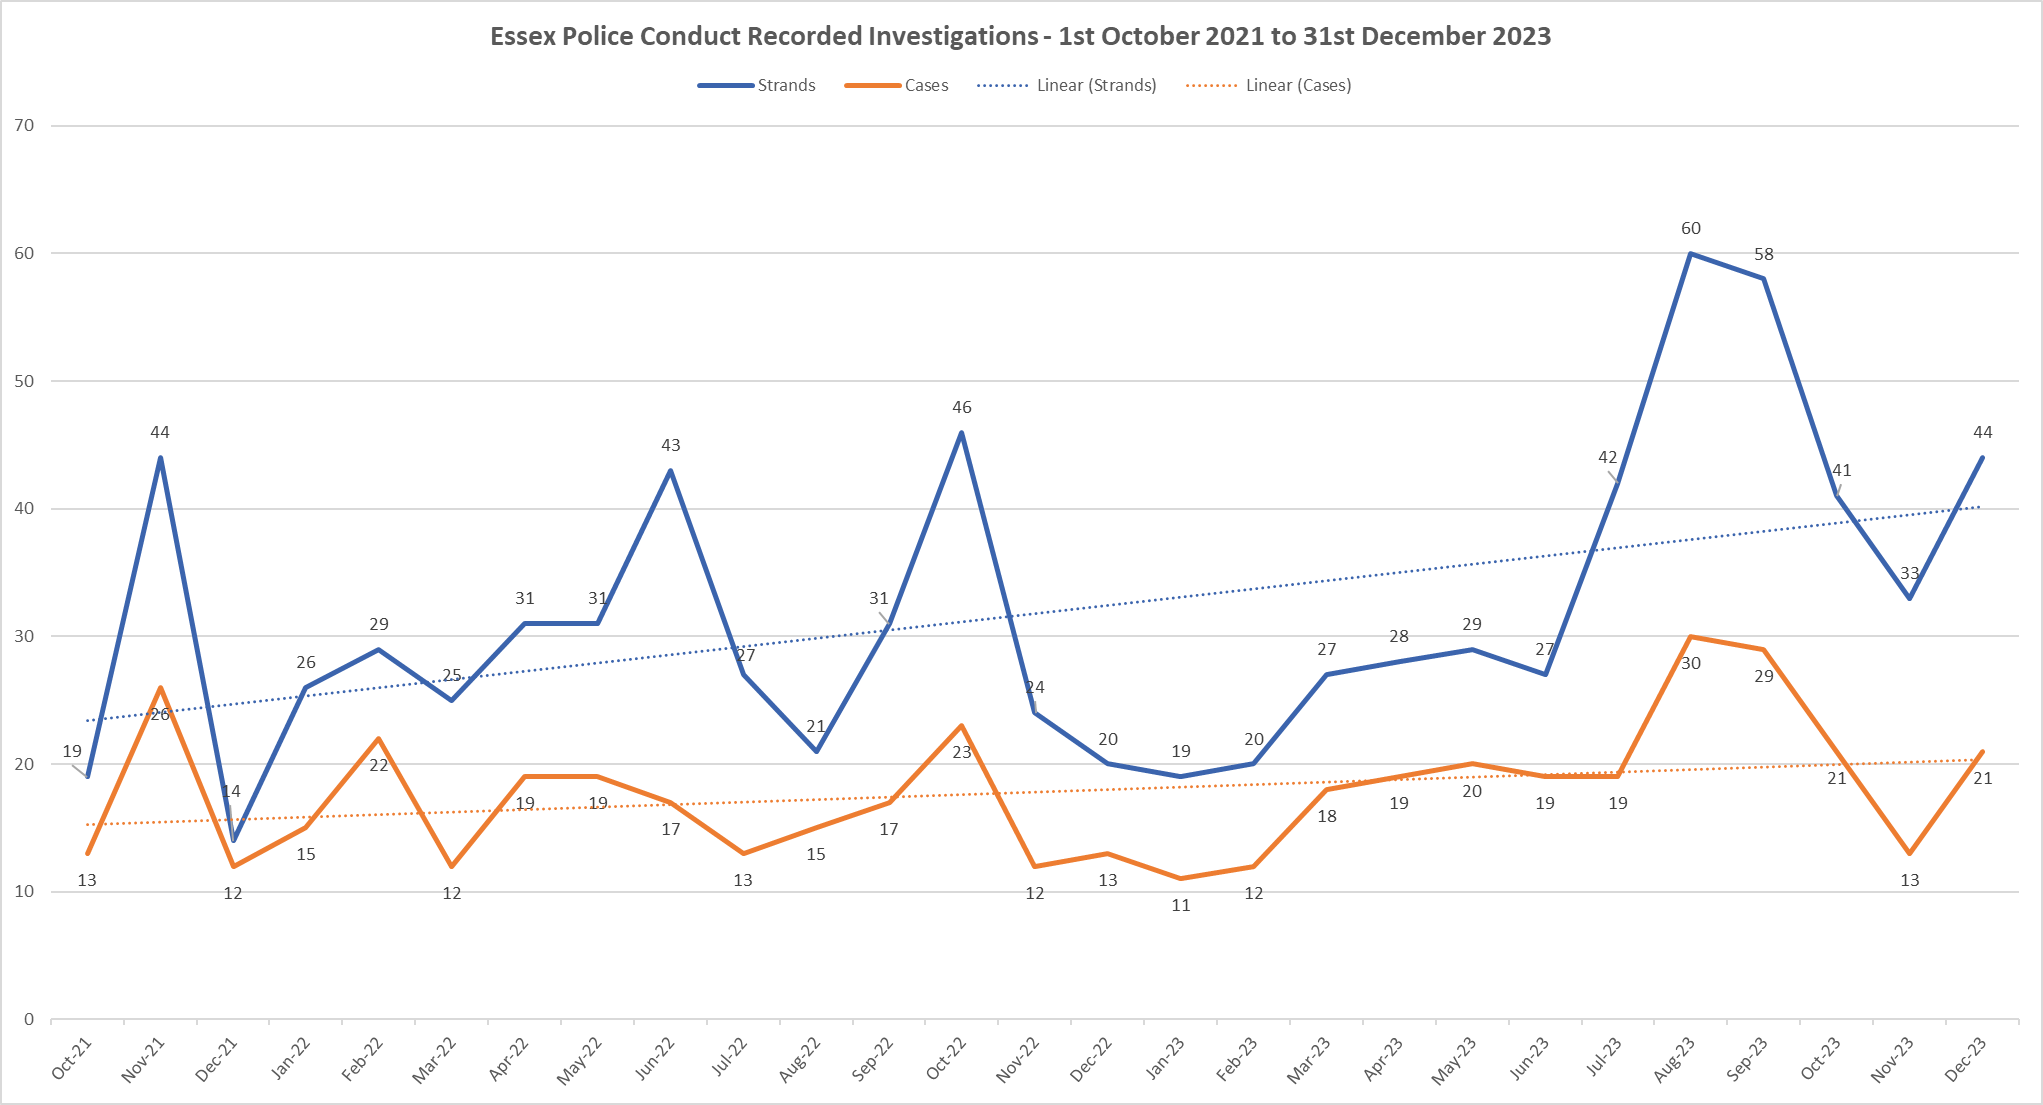 Essex Police Conduct Recorded Investigations - 1st October 2021 to 31st December 2023
Strands Cases Linear (Strands) Linear (Cases)
70
60
50
40
30
20
10
0
19 44 14 26 29 25 31 31 43 27 21 31 46 24 20 19 20 27 28 29 27 42 60 58 41 33 44
13 26 12 15 22 12 19 19 17 13 15 17 23 12 13 11 12 18 19 20 19 19 30 29 21 13 21
Oct-21 Nov-21 Dec-21 Jan-22 Feb-22 Mar-22 Apr-22 May-22 Jun-22 Jul-22 Aug-22 Sep-22 Oct-22 Nov-22 Dec-22 Jan-23 Feb-23 Mar-23 Apr-23 May-23 Jun-23 Jul-23 Aug-23 Sep-23 Oct-23 Nov-23 Dec-23